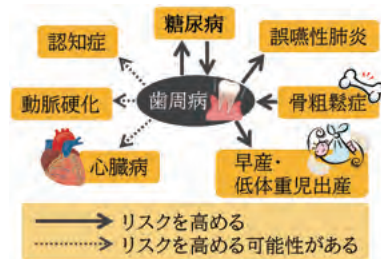 糖尿病
認知症
誤嚥性肺炎
動脈硬化
歯周病
骨粗鬆症
心臓病
早産・
低体重児出産
リスクを高める
リスクを高める可能性がある